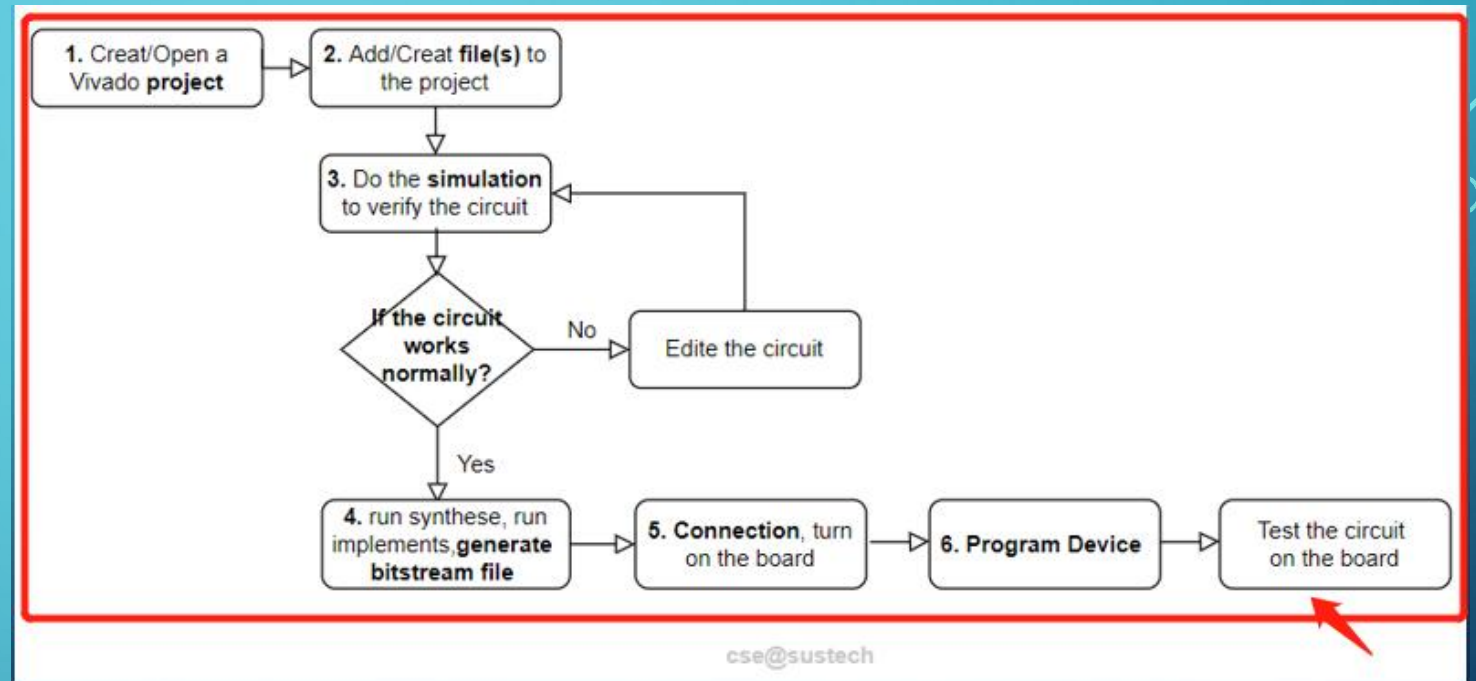 1. Creat/Open a
Vivado project
2. Add/Creat file(s) to
the project
3. Do the simulation
to verify the circuit
If the circuit
works
normally?
No
Edite the circuit
Yes
4. run synthese, run
implements,generate
bitstream file
5. Connection, turn
on the board
6. Program Device
Test the circuit
on the board
cse@sustech